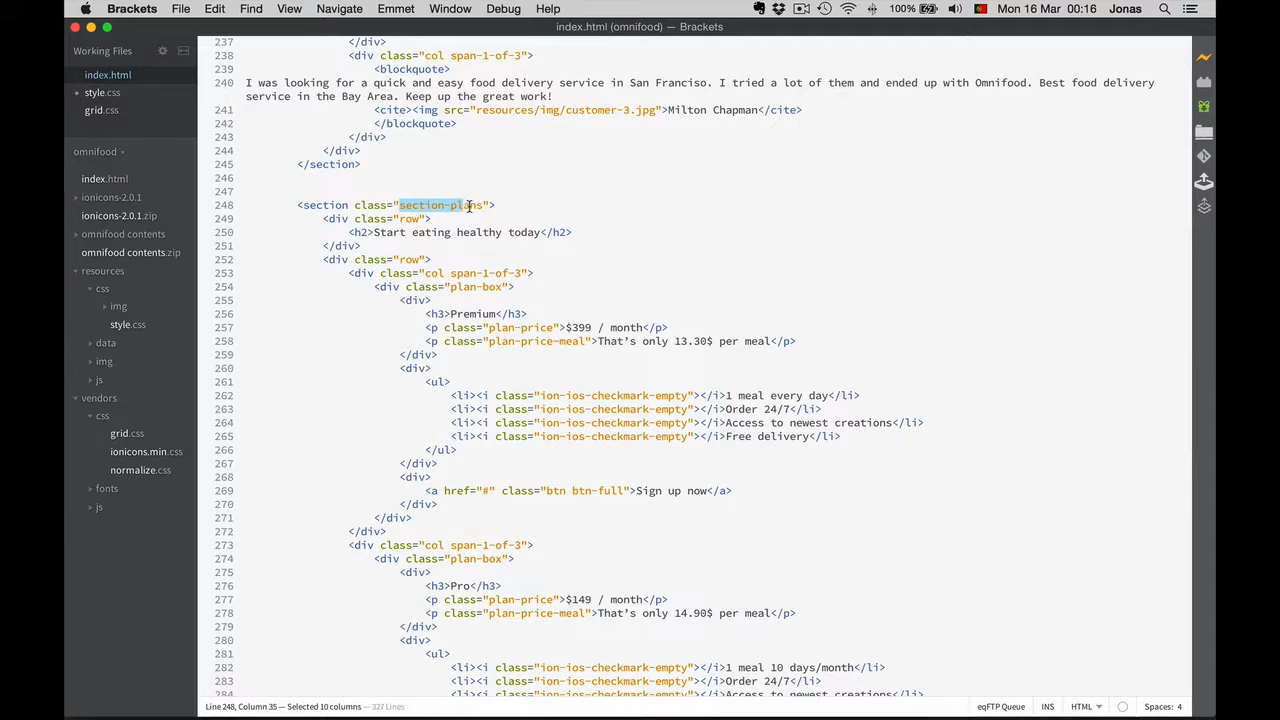 Brackets File Edit Find View Navigate Emmet Window Debug Help 100% Mon 16 Mar 00:16 Jonas
index.html (omnifood) — Brackets
Working Files
index.html
style.css
grid.css
omnifood
index.html
ionicons-2.0.1
ionicons-2.0.1.zip
omnifood contents
omnifood contents.zip
resources
css
img
style.css
data
img
js
vendors
css
grid.css
ionicons.min.css
normalize.css
fonts
js
237 </div>
238 <div class="col span-1-of-3">
239 <blockquote>
240 I was looking for a quick and easy food delivery service in San Franciso. I tried a lot of them and ended up with Omnifood. Best food delivery
service in the Bay Area. Keep up the great work!
241 <cite><img src="resources/img/customer-3.jpg">Milton Chapman</cite>
242 </blockquote>
243 </div>
244 </div>
245 </section>
246
247
248 <section class="section-plans">
249 <div class="row">
250 <h2>Start eating healthy today</h2>
251 </div>
252 <div class="row">
253 <div class="col span-1-of-3">
254 <div class="plan-box">
255 <div>
256 <h3>Premium</h3>
257 <p class="plan-price">$399 / month</p>
258 <p class="plan-price-meal">That's only 13.30$ per meal</p>
259 </div>
260 <div>
261 <ul>
262 <li><i class="ion-ios-checkmark-empty"></i>1 meal every day</li>
263 <li><i class="ion-ios-checkmark-empty"></i>Order 24/7</li>
264 <li><i class="ion-ios-checkmark-empty"></i>Access to newest creations</li>
265 <li><i class="ion-ios-checkmark-empty"></i>Free delivery</li>
266 </ul>
267 </div>
268 <div>
269 <a href="#" class="btn btn-full">Sign up now</a>
270 </div>
271 </div>
272 </div>
273 <div class="col span-1-of-3">
274 <div class="plan-box">
275 <div>
276 <h3>Pro</h3>
277 <p class="plan-price">$149 / month</p>
278 <p class="plan-price-meal">That's only 14.90$ per meal</p>
279 </div>
280 <div>
281 <ul>
282 <li><i class="ion-ios-checkmark-empty"></i>1 meal 10 days/month</li>
283 <li><i class="ion-ios-checkmark-empty"></i>Order 24/7</li>
284 <li><i class="ion-ios-checkmark-empty"></i>Access to newest creations</li>
Line 248, Column 35 — Selected 10 columns — 327 Lines eqFTP Queue INS HTML Spaces: 4